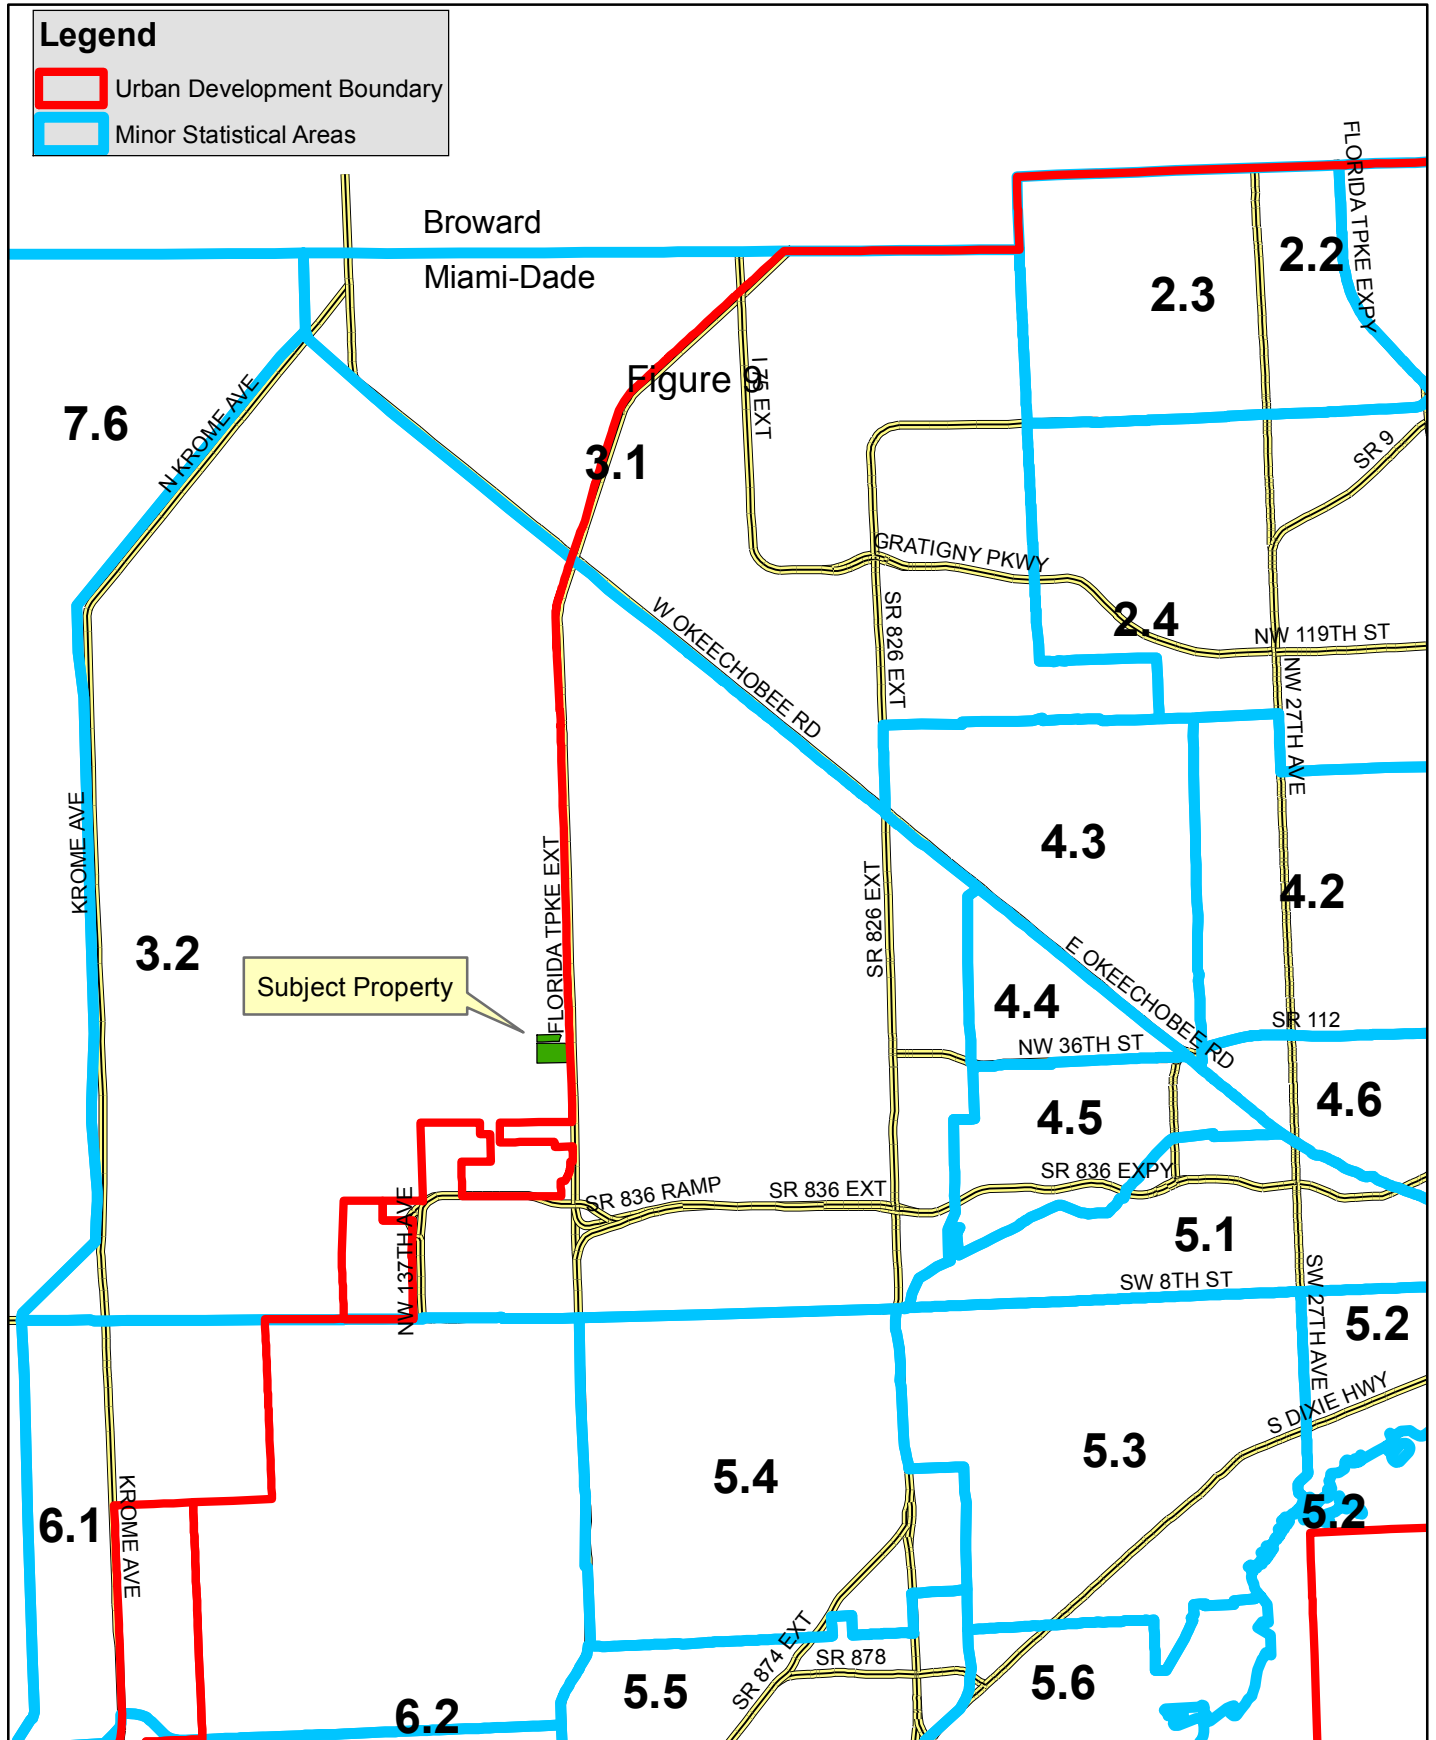 Legend
Urban Development Boundary
Minor Statistical Areas
FLORIDA TPKE EXPY
Broward
Miami-Dade
2.2
2.3
Figure 9
I 75 EXT
7.6
N KROME AVE
3.1
SR 9
GRATIGNY PKWY
SR 826 EXT
W OKEECHOBEE RD
2.4
NW 119TH ST
NW 27TH AVE
KROME AVE
FLORIDA TPKE EXT
4.3
SR 826 EXT
4.2
3.2
Subject Property
E OKEECHOBEE RD
4.4
SR 112
NW 36TH ST
4.5
4.6
SR 836 EXPY
SR 836 RAMP
SR 836 EXT
NW 137TH AVE
5.1
SW 8TH ST
SW 27TH AVE
5.2
S DIXIE HWY
5.3
5.4
6.1
KROME AVE
5.2
SR 874 EXT
SR 878
5.5
5.6
6.2